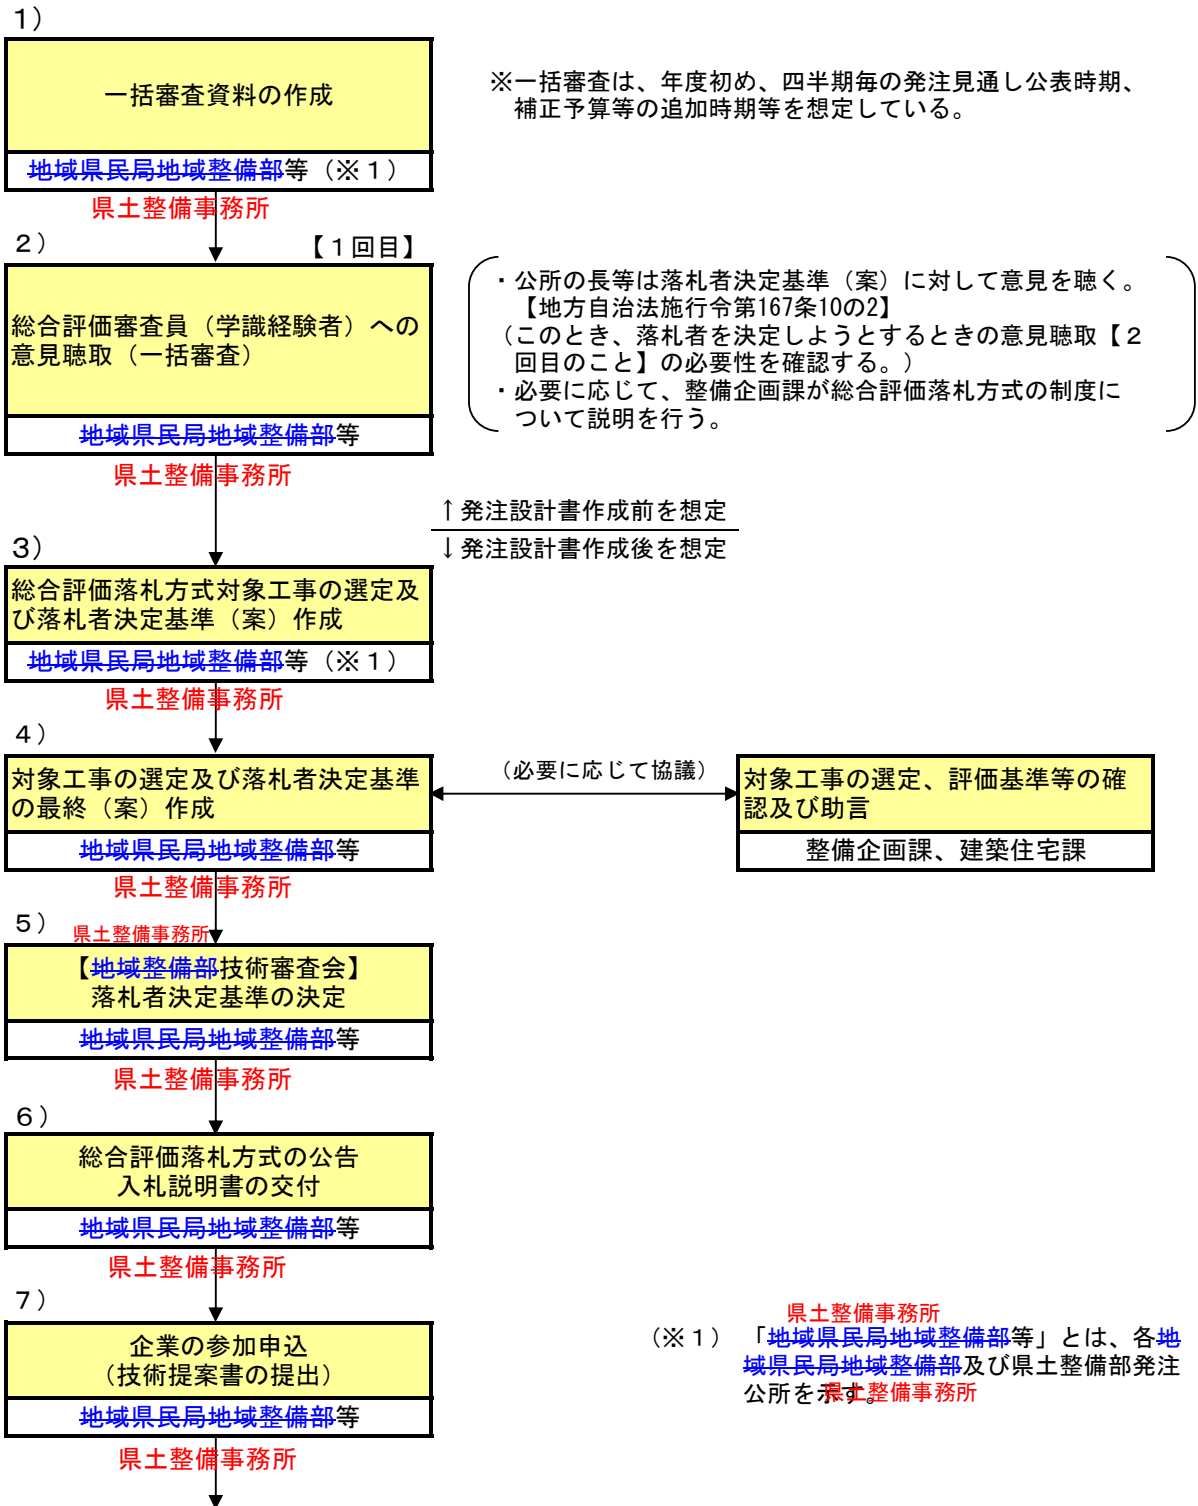 １）
一括審査資料の作成
地域県民局地域整備部等（※１）
県土整備事務所
※一括審査は、年度初め、四半期毎の発注見通し公表時期、
補正予算等の追加時期等を想定している。
２）
【１回目】
総合評価審査員（学識経験者）への
意見聴取（一括審査）
地域県民局地域整備部等
県土整備事務所
・公所の長等は落札者決定基準（案）に対して意見を聴く。
【地方自治法施行令第167条10の2】
（このとき、落札者を決定しようとするときの意見聴取【２
回目のこと】の必要性を確認する。）
・必要に応じて、整備企画課が総合評価落札方式の制度に
ついて説明を行う。
↑発注設計書作成前を想定
↓発注設計書作成後を想定
３）
総合評価落札方式対象工事の選定及
び落札者決定基準（案）作成
地域県民局地域整備部等（※１）
県土整備事務所
４）
対象工事の選定及び落札者決定基準
の最終（案）作成
地域県民局地域整備部等
県土整備事務所
（必要に応じて協議）
対象工事の選定、評価基準等の確
認及び助言
整備企画課、建築住宅課
５）
県土整備事務所
【地域整備部技術審査会】
落札者決定基準の決定
地域県民局地域整備部等
県土整備事務所
６）
総合評価落札方式の公告
入札説明書の交付
地域県民局地域整備部等
県土整備事務所
７）
企業の参加申込
（技術提案書の提出）
地域県民局地域整備部等
県土整備事務所
県土整備事務所
（※１）　「地域県民局地域整備部等」とは、各地
域県民局地域整備部及び県土整備部発注
公所を示す。
県土整備事務所